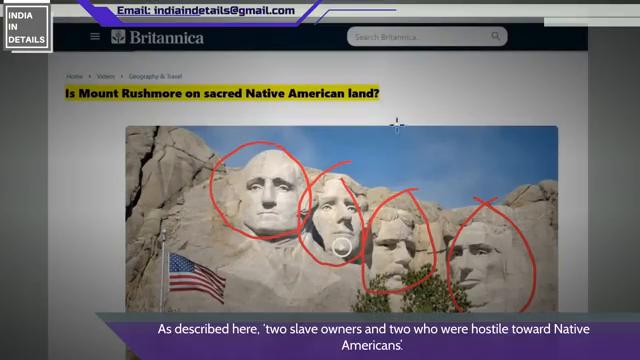 INDIA
IN
DETAILS
Email: indiaindetails@gmail.com
Britannica
Search Britannica..
Home > Videos > Geography & Travel
Is Mount Rushmore on sacred Native American land?
As described here, 'two slave owners and two who were hostile toward Native
Americans'.